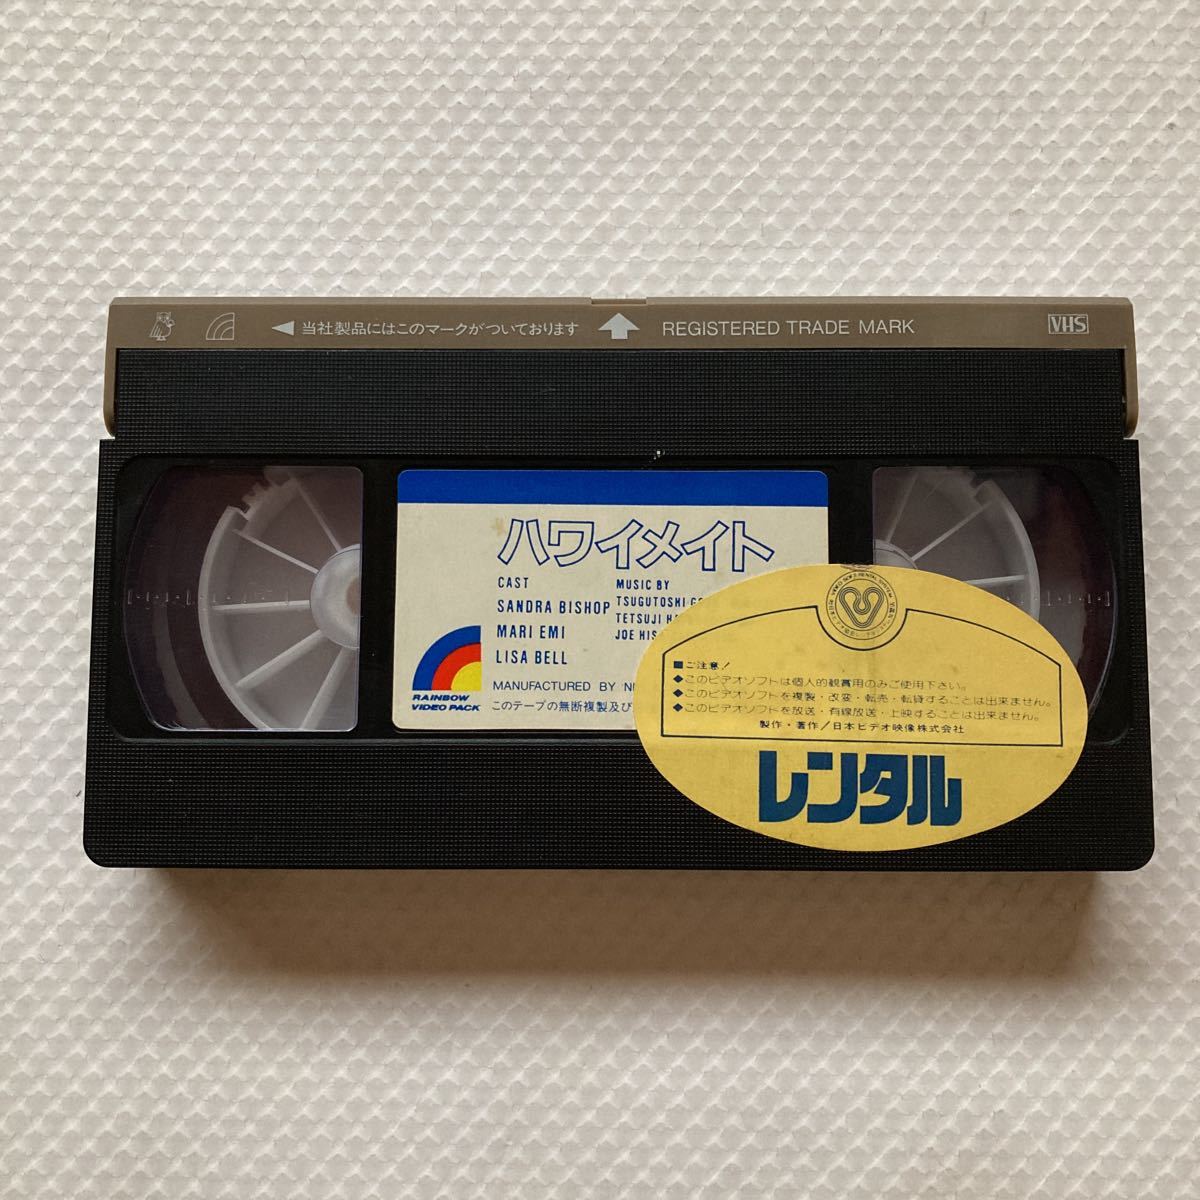 当社製品にはこのマークがついております
REGISTERED TRADE MARK
VHS
ハワイメイト
CAST
SANDRA BISHOP
MARI EMI
LISA BELL
MUSIC BY
TSUGUTOSHI
TETSUJI
JOE
RAINBOW
VIDEO PACK
MANUFACTURED BY
このテープの無断複製及び
■ご注意!
◆このビデオソフトは個人的観賞用のみご使用下さい。
◆このビデオソフトを複製・改変・転売・転貸することは出来ません。
◆このビデオソフトを放送・有線放送・上映することは出来ません。
製作・著作/日本ビデオ映像株式会社
レンタル